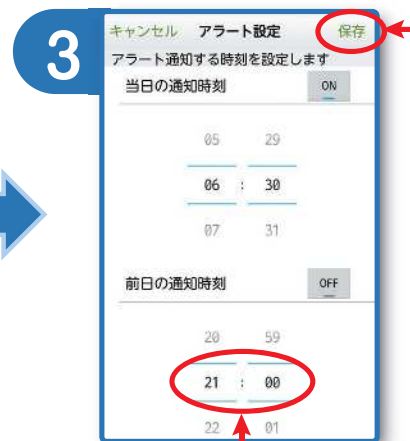 3
キャンセル アラート設定 保存
アラート通知する時刻を設定します
当日の通知時刻 ON
05 29
06 : 30
07 31
前日の通知時刻 OFF
20 59
21 : 00
22 01